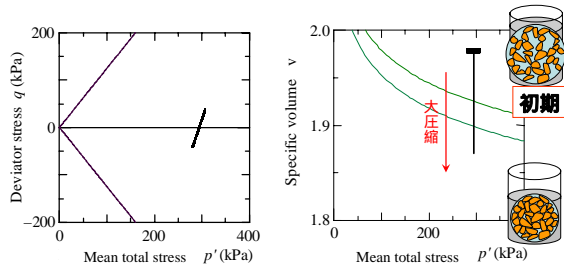 Deviator stress q (kPa)
200
0
−200
0
200
400
Mean total stress p' (kPa)
Specific volume v
2.0
1.9
1.8
大圧縮
初期
0
200
Mean total stress p' (kPa)